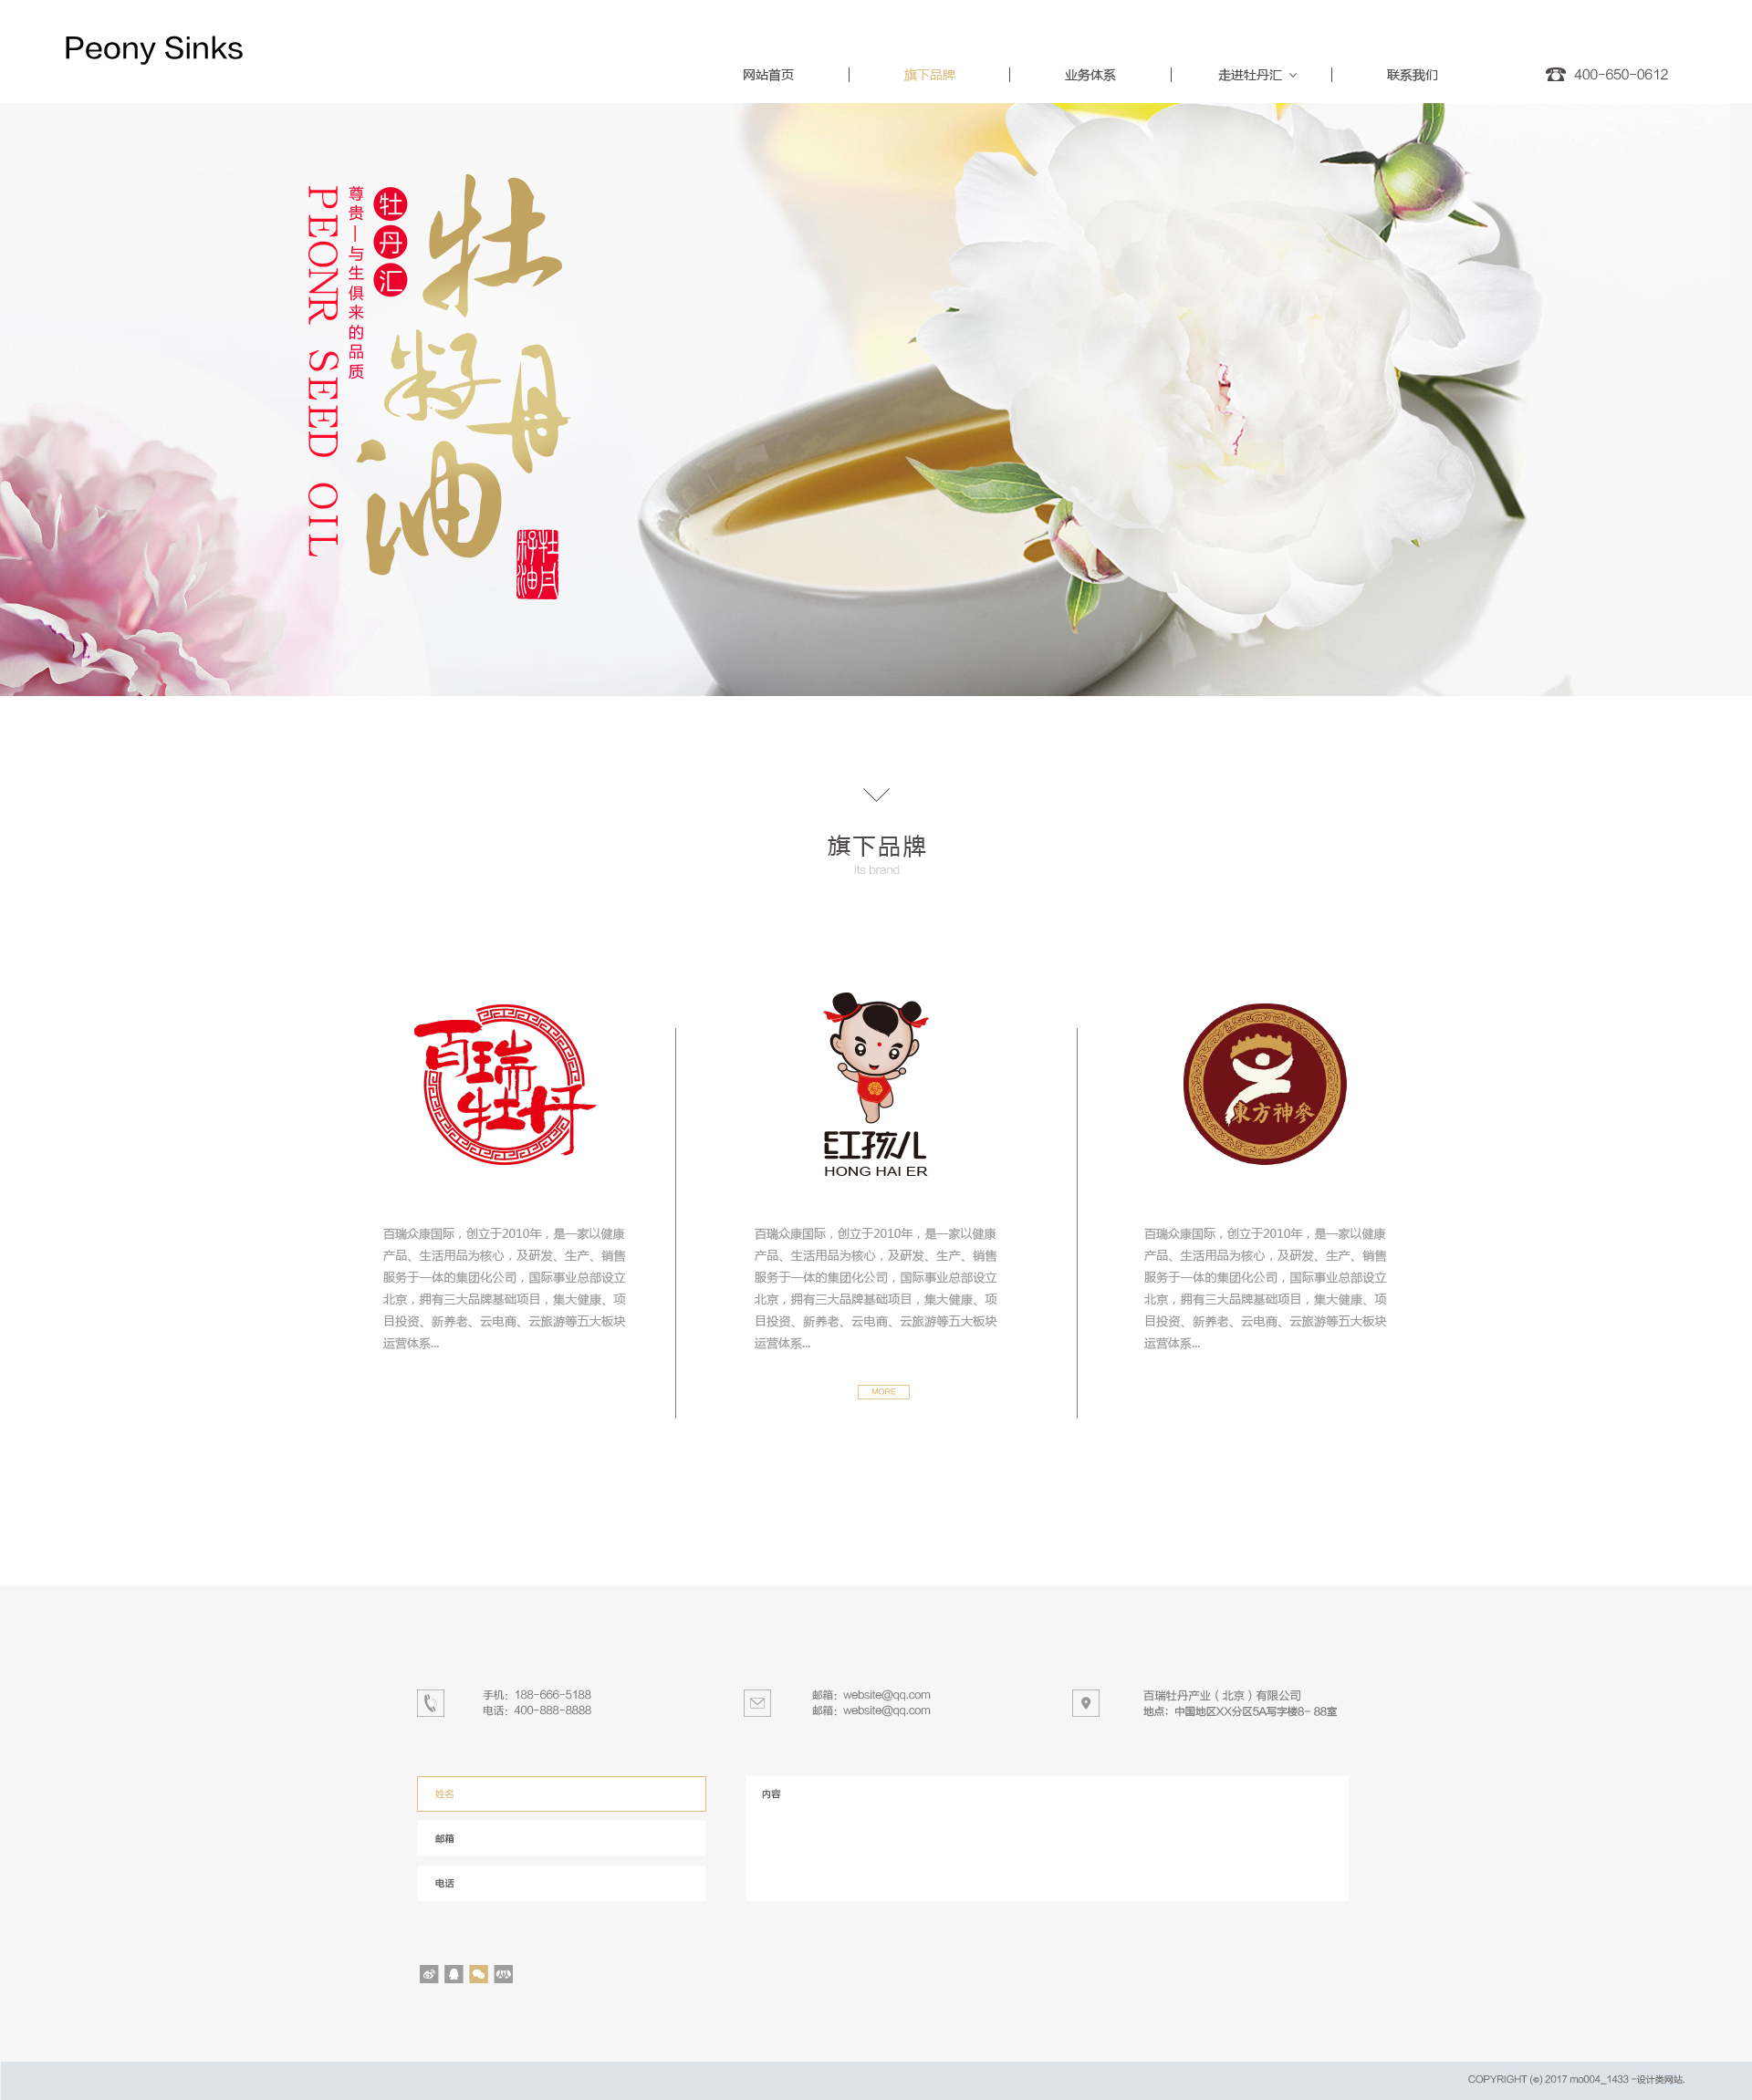 Peony Sinks
网站首页
旗下品牌
业务体系
走进牡丹汇
联系我们
400-650-0612
牡丹籽油
牡丹汇
尊贵—与生俱来的品质
PEONR SEED OIL
牡丹籽油
旗下品牌
Its brand
百瑞牡丹
红孩儿
HONG HAI ER
東方神參
百瑞众康国际，创立于2010年，是一家以健康
产品、生活用品为核心，及研发、生产、销售
服务于一体的集团化公司，国际事业总部设立
北京，拥有三大品牌基础项目，集大健康、项
目投资、新养老、云电商、云旅游等五大板块
运营体系...
百瑞众康国际，创立于2010年，是一家以健康
产品、生活用品为核心，及研发、生产、销售
服务于一体的集团化公司，国际事业总部设立
北京，拥有三大品牌基础项目，集大健康、项
目投资、新养老、云电商、云旅游等五大板块
运营体系...
MORE
百瑞众康国际，创立于2010年，是一家以健康
产品、生活用品为核心，及研发、生产、销售
服务于一体的集团化公司，国际事业总部设立
北京，拥有三大品牌基础项目，集大健康、项
目投资、新养老、云电商、云旅游等五大板块
运营体系...
手机：188-666-5188
电话：400-888-8888
邮箱：website@qq.com
邮箱：website@qq.com
百瑞牡丹产业（北京）有限公司
地点：中国地区XX分区5A写字楼8- 88室
姓名
邮箱
电话
内容
COPYRIGHT (©) 2017 mo004_1433 -设计类网站.